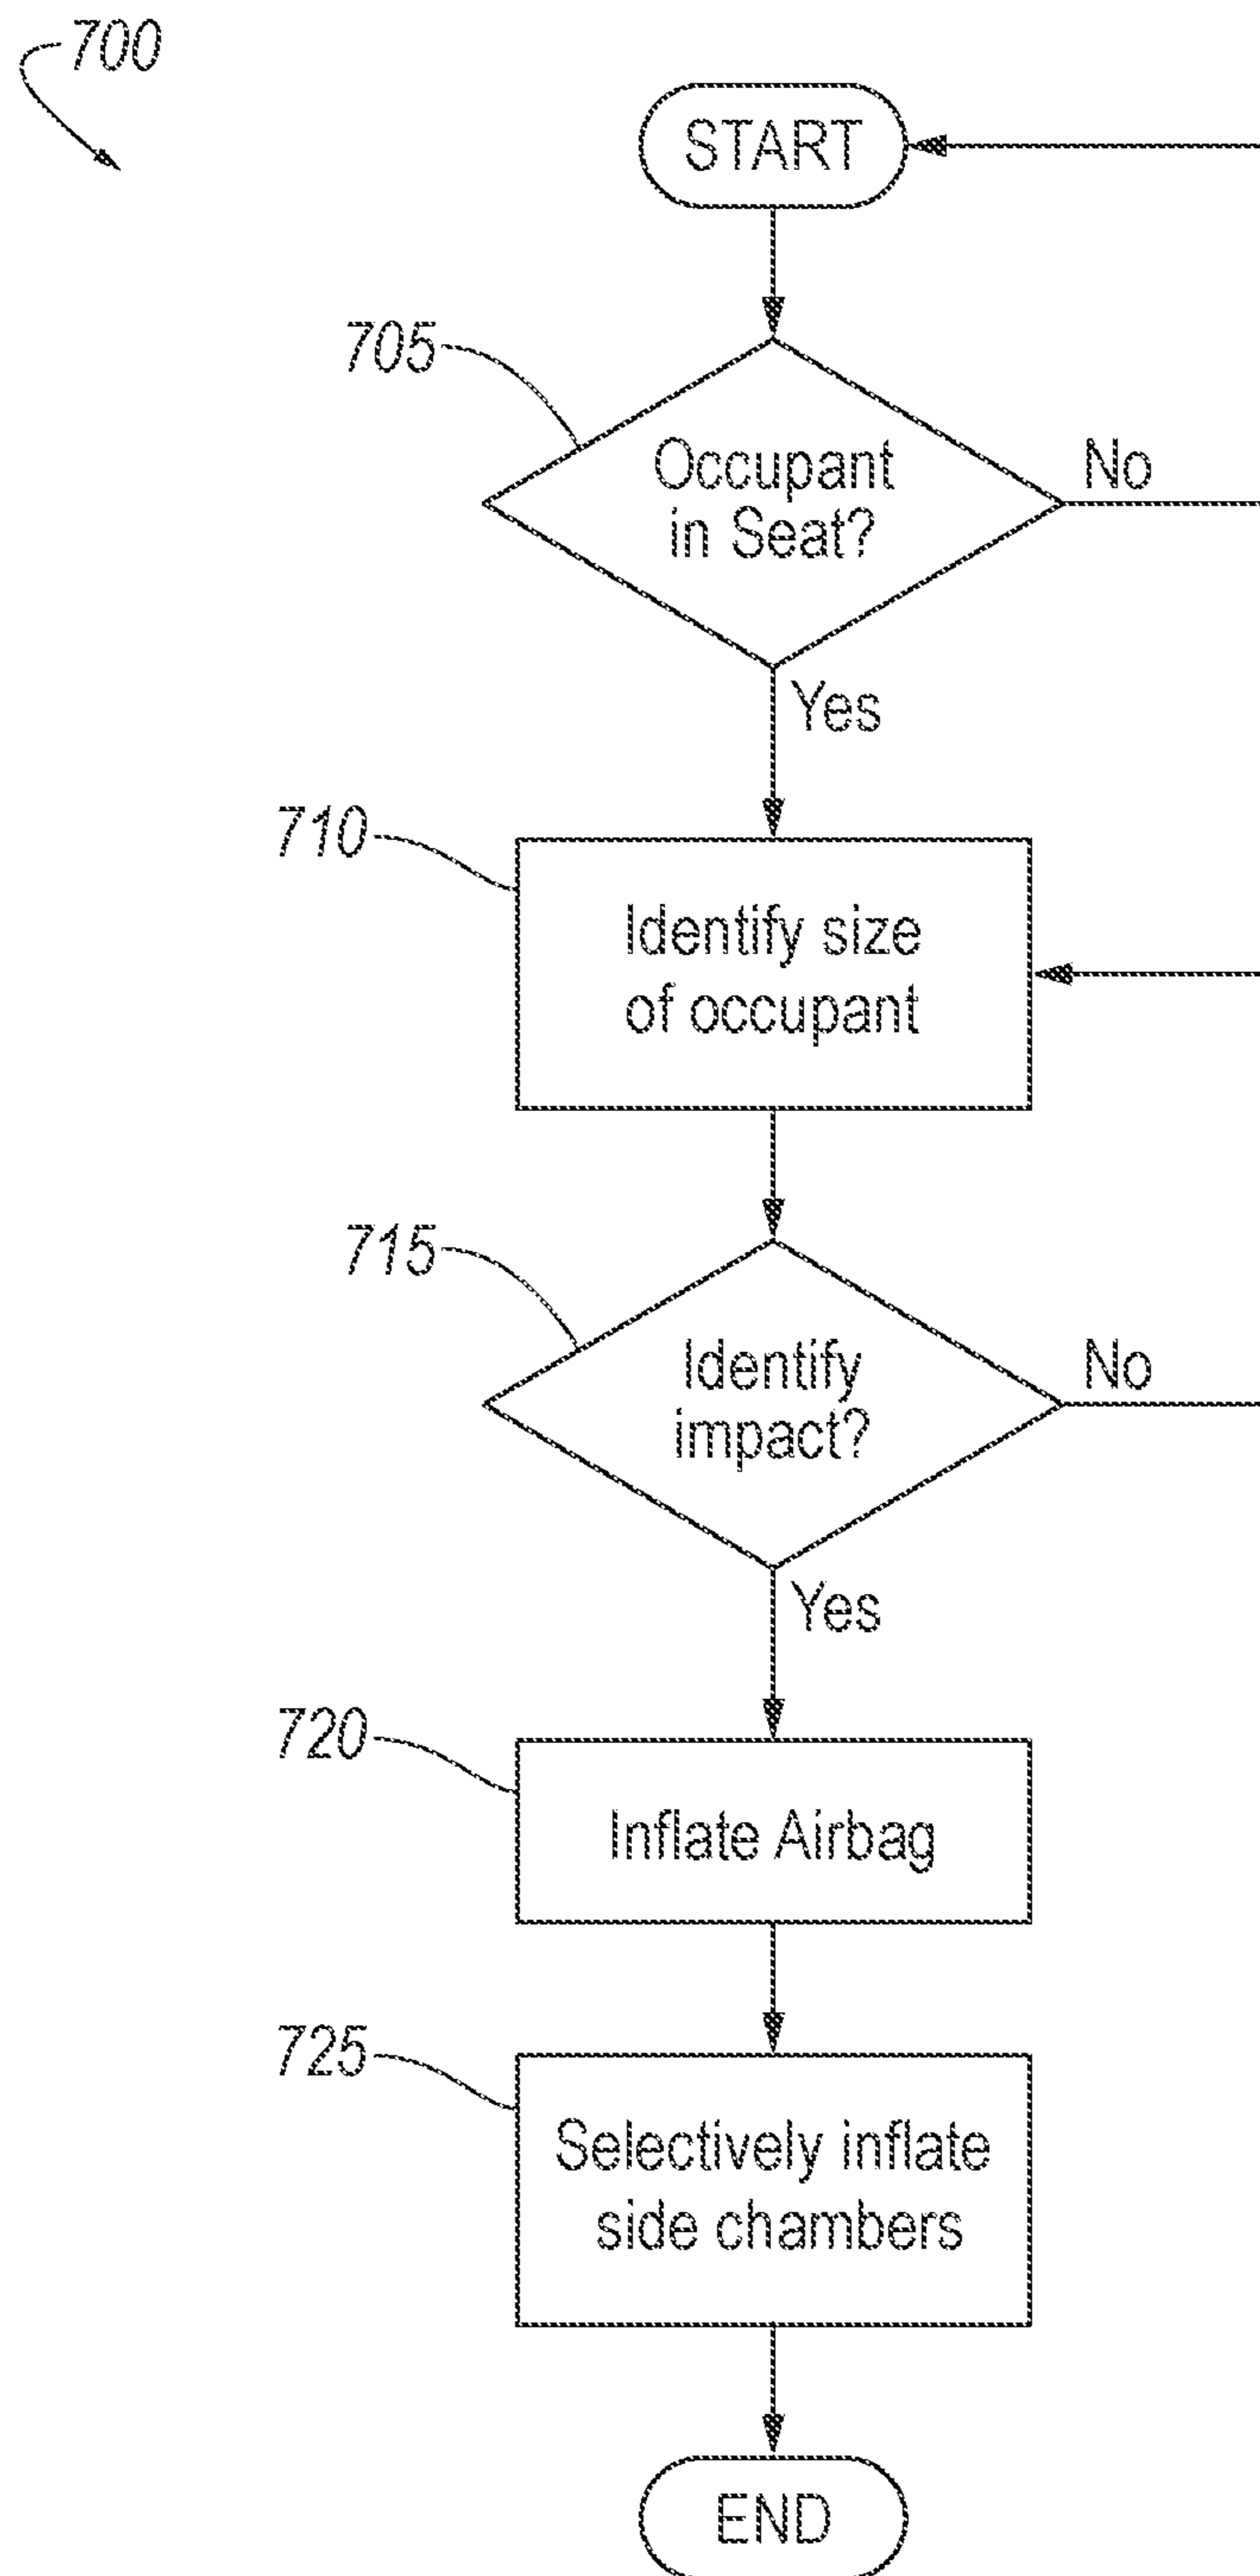 700
START
705
Occupant
in Seat?
No
Yes
710
Identify size
of occupant
715
Identify
impact?
No
Yes
720
Inflate Airbag
725
Selectively inflate
side chambers
END